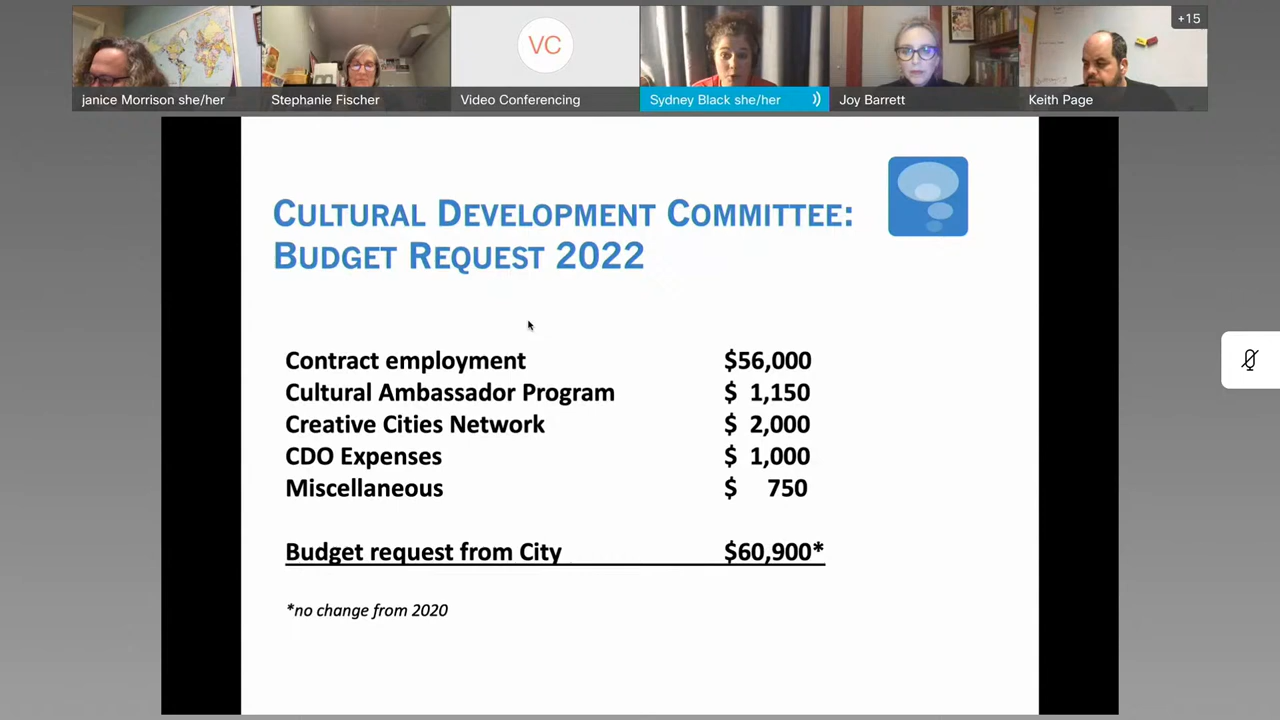 +15
janice Morrison she/her
Stephanie Fischer
VC
Video Conferencing
Sydney Black she/her
Joy Barrett
Keith Page
CULTURAL DEVELOPMENT COMMITTEE:
BUDGET REQUEST 2022
Contract employment $56,000
Cultural Ambassador Program $ 1,150
Creative Cities Network $ 2,000
CDO Expenses $ 1,000
Miscellaneous $ 750
Budget request from City $60,900*
*no change from 2020